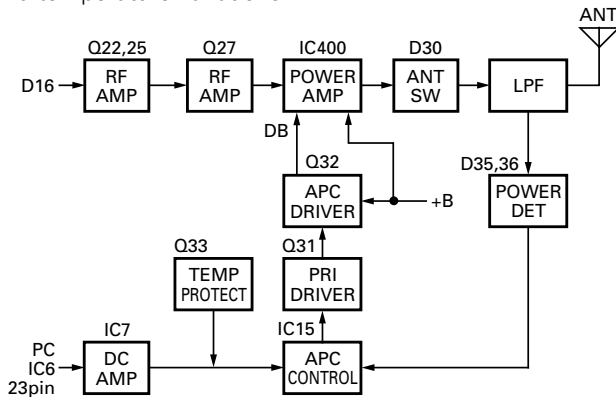 ANT
Q22,25
Q27
IC400
D30
D16
RF
AMP
RF
AMP
POWER
AMP
ANT
SW
LPF
DB
Q32
D35,36
APC
DRIVER
+B
POWER
DET
Q33
Q31
TEMP
PROTECT
PRI
DRIVER
IC7
IC15
PC
IC6
23pin
DC
AMP
APC
CONTROL